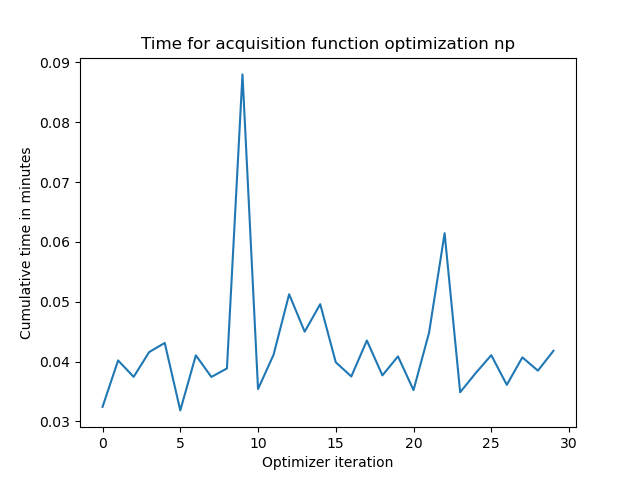 Time for acquisition function optimization np
0.09
0.08
0.07
0.06
0.05
0.04
0.03
Cumulative time in minutes
0 5 10 15 20 25 30
Optimizer iteration